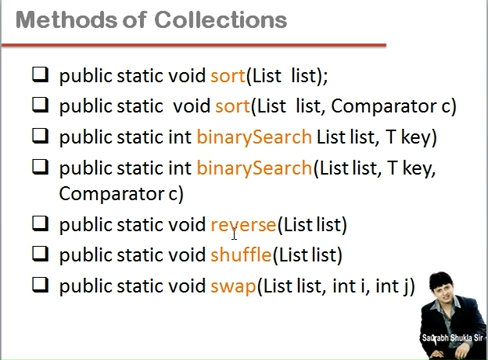 Methods of Collections
public static void sort(List list);
public static void sort(List list, Comparator c)
public static int binarySearch List list, T key)
public static int binarySearch(List list, T key,
Comparator c)
public static void reverse(List list)
public static void shuffle(List list)
public static void swap(List list, int i, int j)
Saurabh Shukla Sir